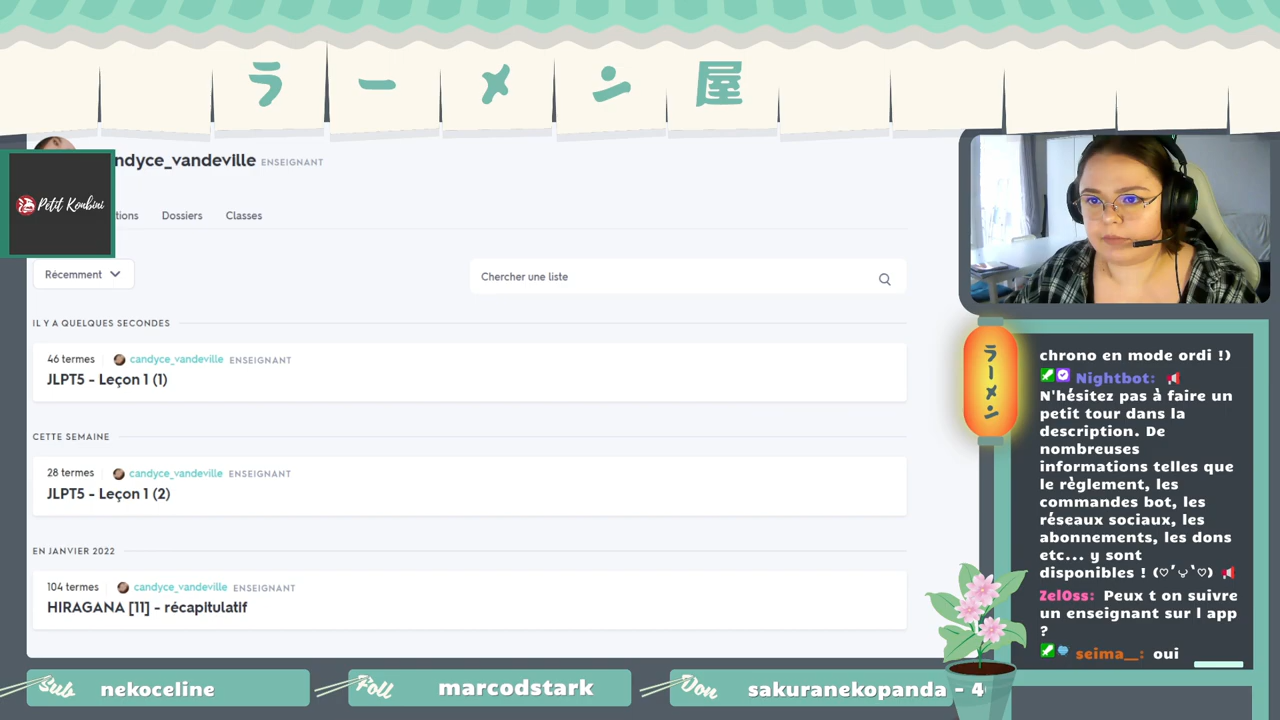 ラーメン屋
ndyce_vandeville ENSEIGNANT
Petit Konbini
tions Dossiers Classes
Récemment
Chercher une liste
IL Y A QUELQUES SECONDES
46 termes candyce_vandeville ENSEIGNANT
JLPT5 - Leçon 1 (1)
CETTE SEMAINE
28 termes candyce_vandeville ENSEIGNANT
JLPT5 - Leçon 1 (2)
EN JANVIER 2022
104 termes candyce_vandeville ENSEIGNANT
HIRAGANA [11] - récapitulatif
ラーメン
chrono en mode ordi !)
Nightbot: 📢
N'hésitez pas à faire un
petit tour dans la
description. De
nombreuses
informations telles que
le règlement, les
commandes bot, les
réseaux sociaux, les
abonnements, les dons
etc... y sont
disponibles ! (♡˙︶˙♡) 📢
Zel0ss: Peux t on suivre
un enseignant sur l app
?
seima__: oui
Sub nekoceline
Foll marcodstark
Don sakuranekopanda - 4